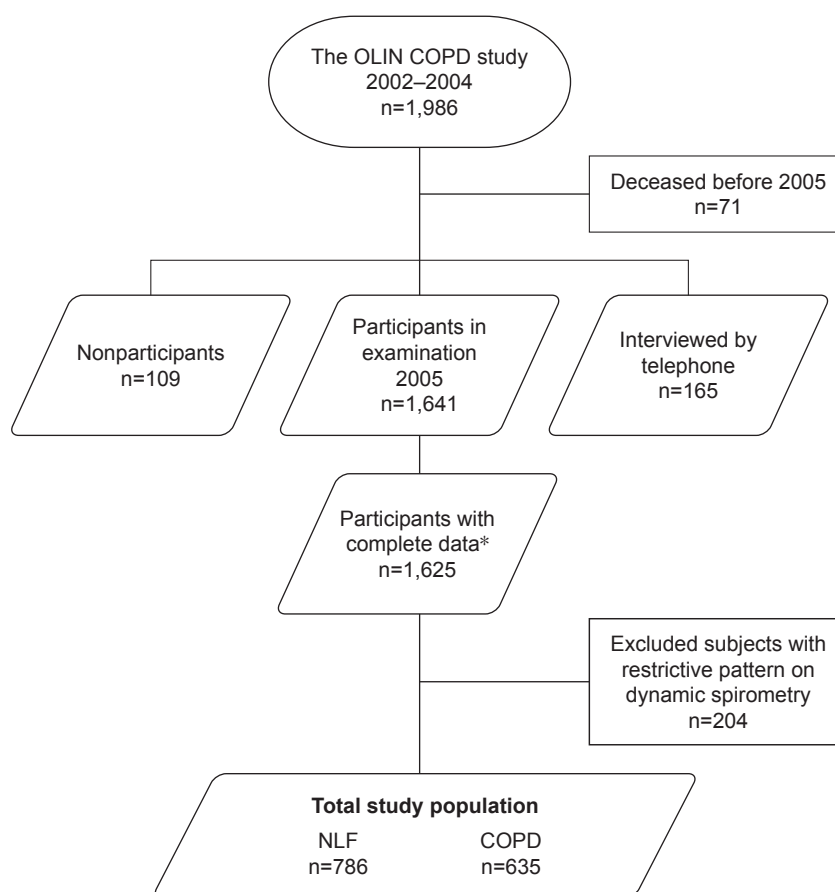 The OLIN COPD study
2002–2004
n=1,986
Deceased before 2005
n=71
Nonparticipants
n=109
Participants in
examination
2005
n=1,641
Interviewed by
telephone
n=165
Participants with
complete data*
n=1,625
Excluded subjects with
restrictive pattern on
dynamic spirometry
n=204
Total study population
NLF
n=786
COPD
n=635